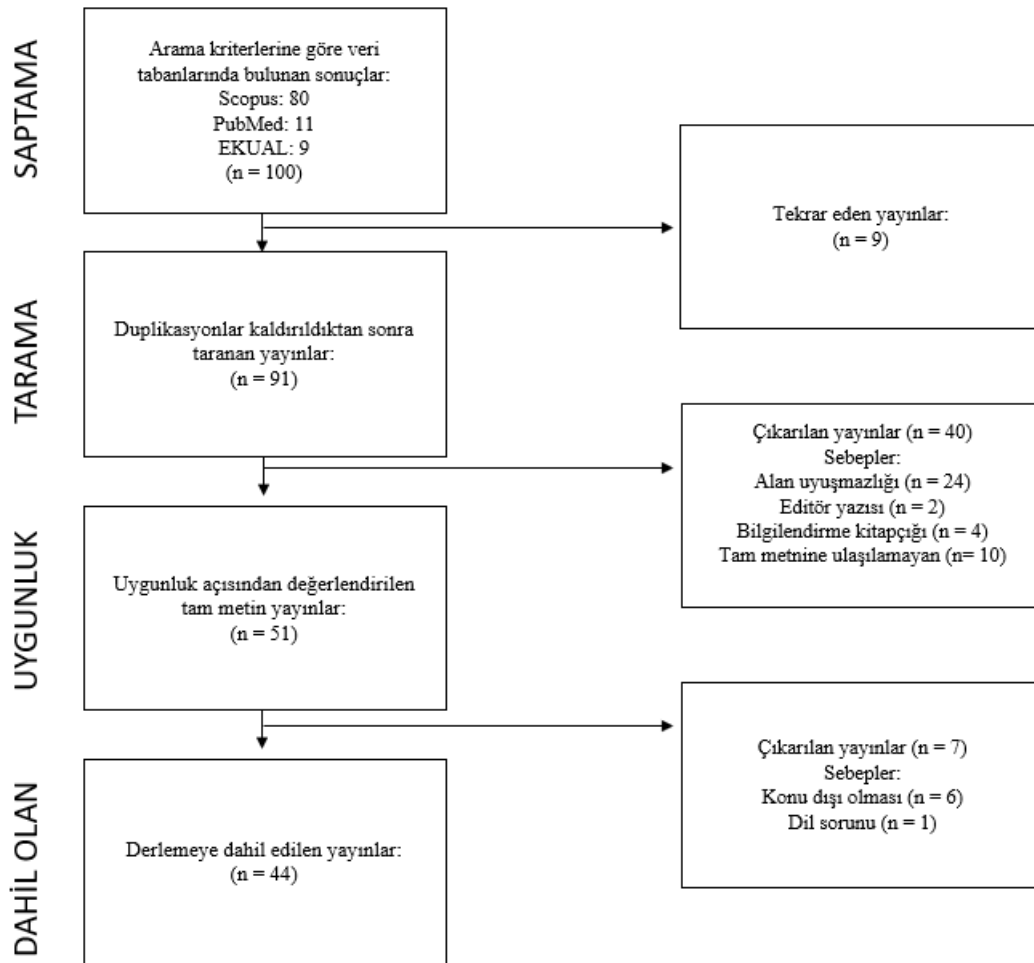 SAPTAMA
Arama kriterlerine göre veri
tabanlarında bulunan sonuçlar:
Scopus: 80
PubMed: 11
EKUAL: 9
(n = 100)
Tekrar eden yayınlar:
(n = 9)
TARAMA
Duplikasyonlar kaldırıldıktan sonra
taranan yayınlar:
(n = 91)
Çıkarılan yayınlar (n = 40)
Sebepler:
Alan uyuşmazlığı (n = 24)
Editör yazısı (n = 2)
Bilgilendirme kitapçığı (n = 4)
Tam metnine ulaşılamayan (n= 10)
UYGUNLUK
Uygunluk açısından değerlendirilen
tam metin yayınlar:
(n = 51)
Çıkarılan yayınlar (n = 7)
Sebepler:
Konu dışı olması (n = 6)
Dil sorunu (n = 1)
DAHİL OLAN
Derlemeye dahil edilen yayınlar:
(n = 44)